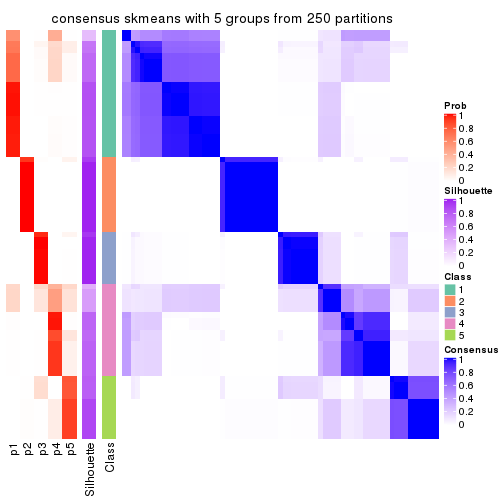 consensus skmeans with 5 groups from 250 partitions
Prob
1
0.8
0.6
0.4
0.2
0
Silhouette
1
0.8
0.6
0.4
0.2
0
Class
1
2
3
4
5
Consensus
1
0.8
0.6
0.4
0.2
0
p1
p2
p3
p4
p5
Silhouette
Class